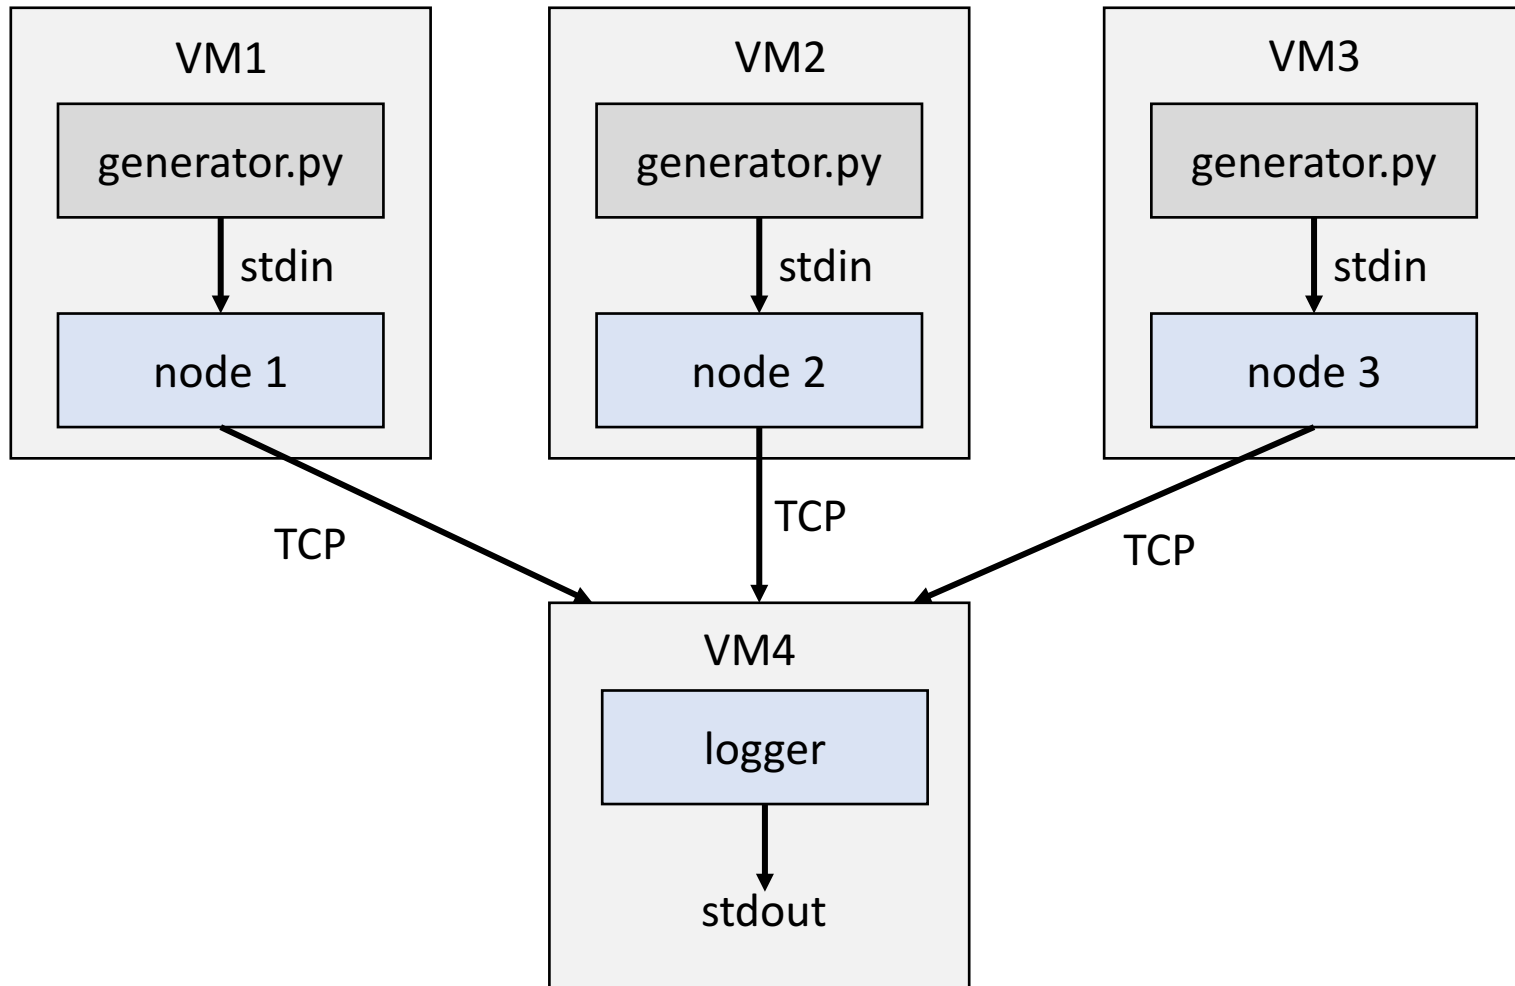 VM1
VM2
VM3
generator.py
generator.py
generator.py
stdin
stdin
stdin
node 1
node 2
node 3
TCP
TCP
TCP
VM4
logger
stdout